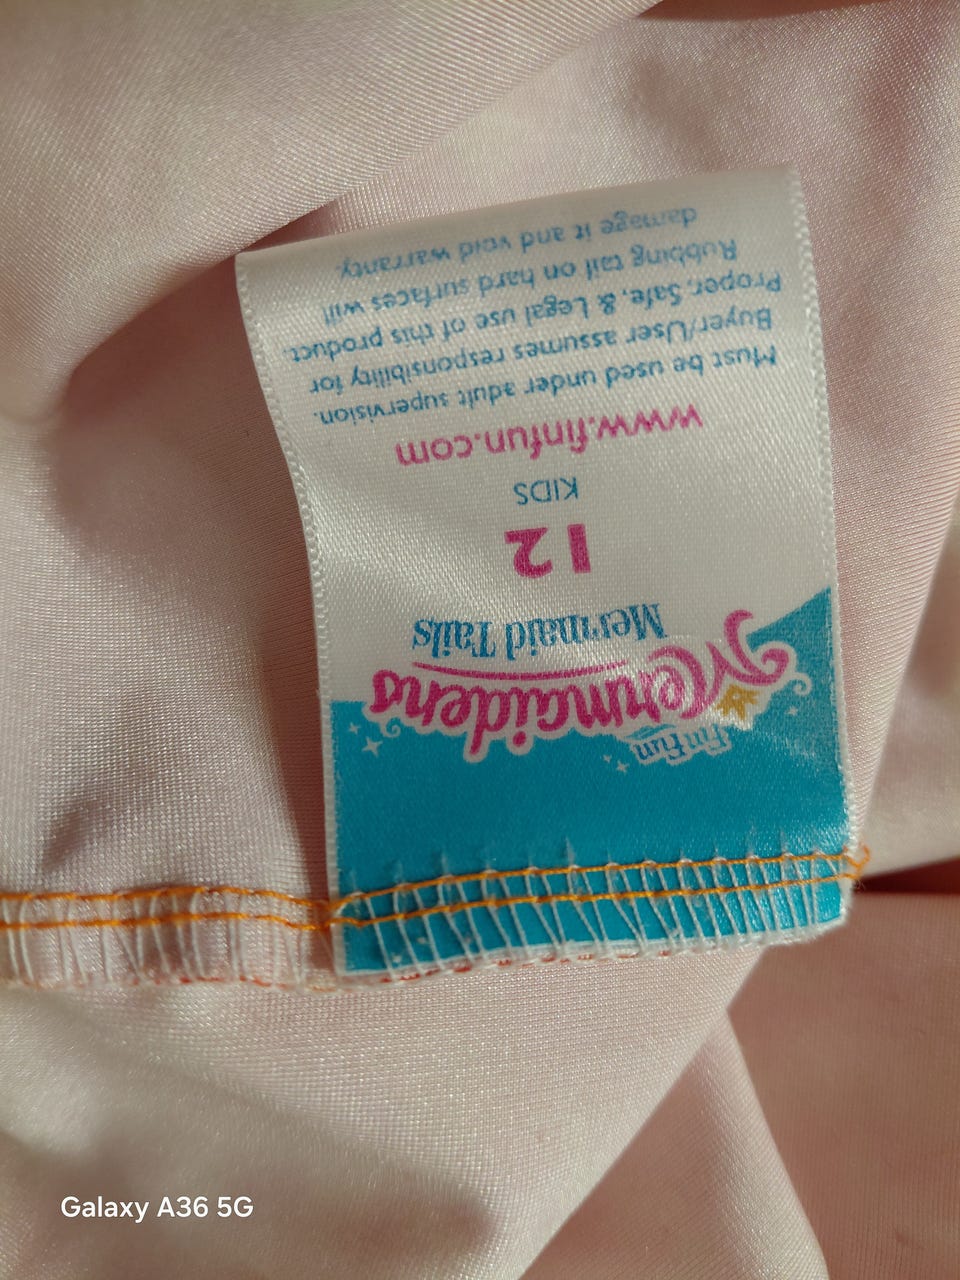 Fin Fun
Mermaidens
Mermaid Tails
12
KIDS
www.finfun.com
Must be used under adult supervision.
Buyer/User assumes responsibility for
Proper, Safe, & Legal use of this product.
Rubbing tail on hard surfaces will
damage it and void warranty.
Galaxy A36 5G